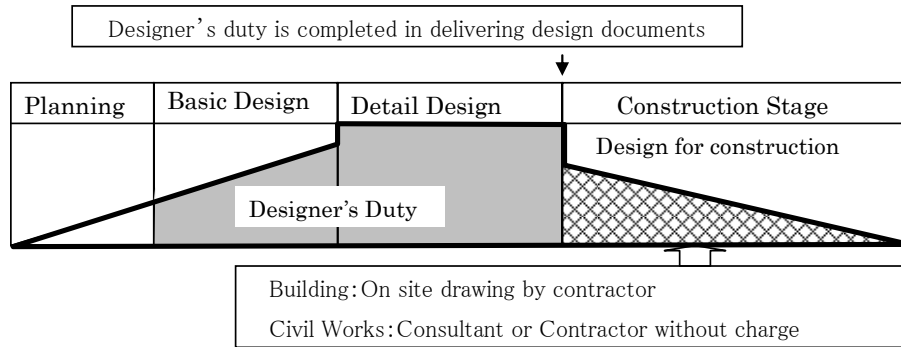 Designer’s duty is completed in delivering design documents
Planning
Basic Design
Detail Design
Construction Stage
Design for construction
Designer’s Duty
Building:On site drawing by contractor
Civil Works:Consultant or Contractor without charge